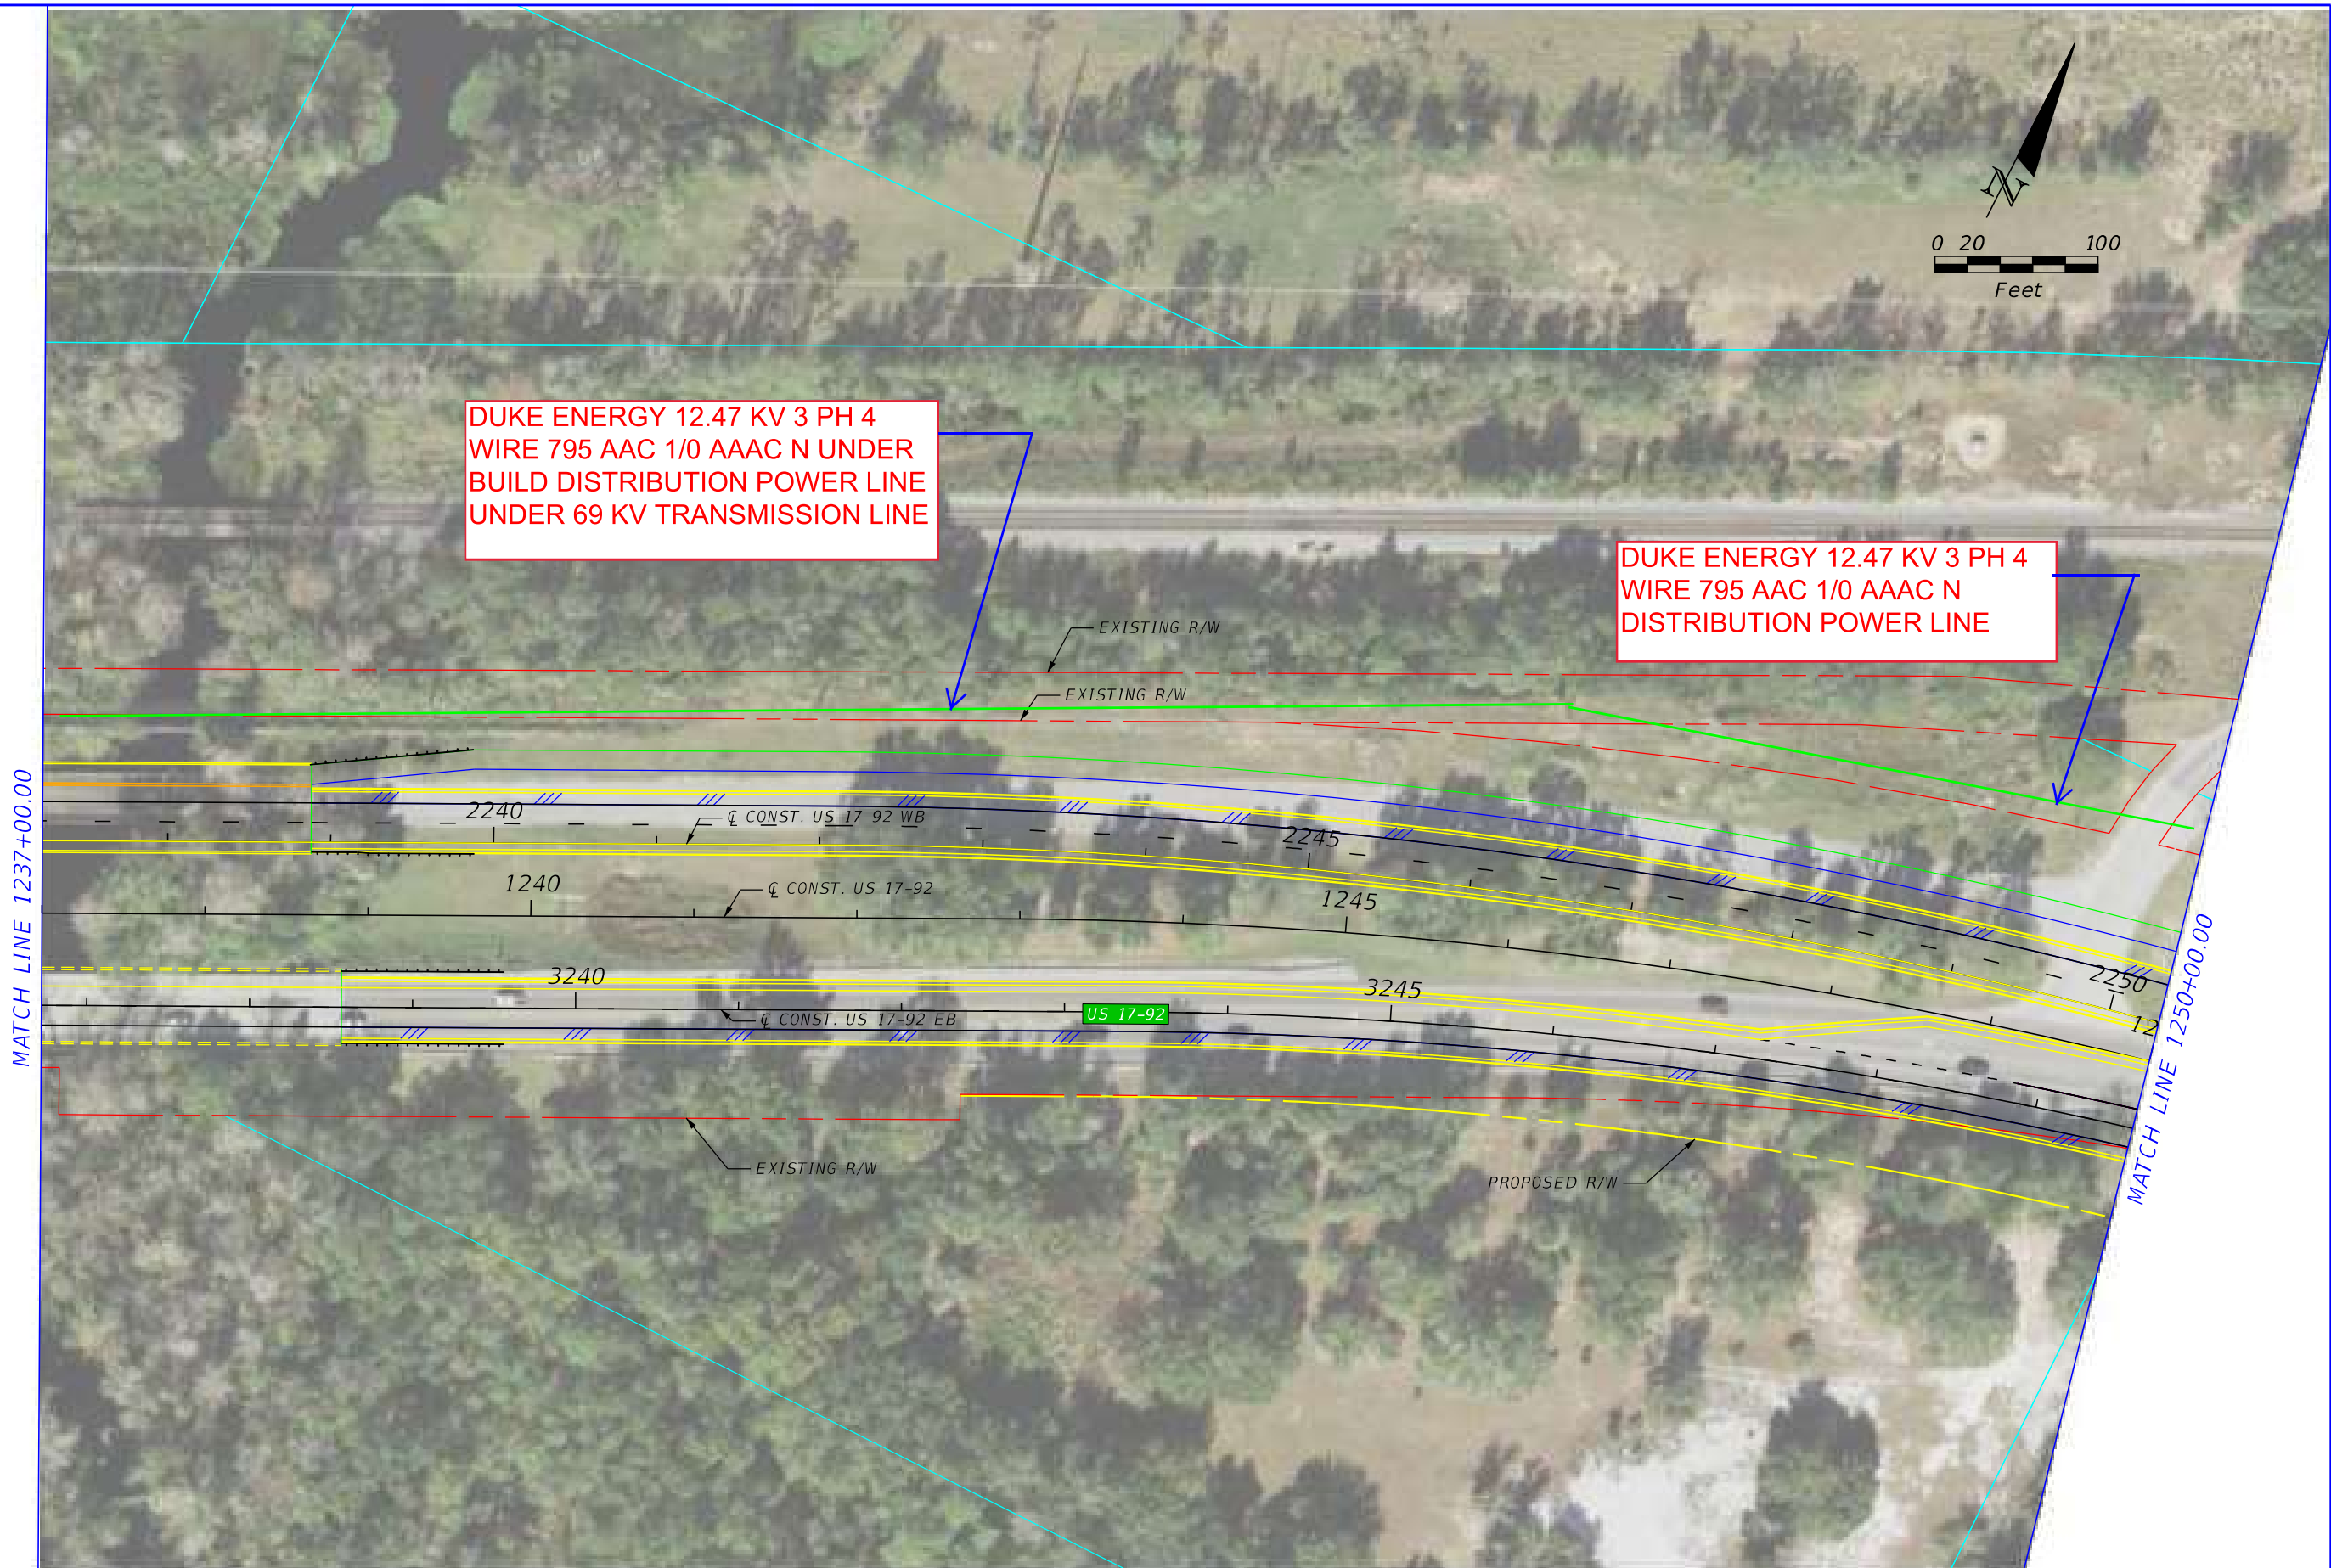 0 20 100
Feet
DUKE ENERGY 12.47 KV 3 PH 4
WIRE 795 AAC 1/0 AAAC N UNDER
BUILD DISTRIBUTION POWER LINE
UNDER 69 KV TRANSMISSION LINE
DUKE ENERGY 12.47 KV 3 PH 4
WIRE 795 AAC 1/0 AAAC N
DISTRIBUTION POWER LINE
EXISTING R/W
EXISTING R/W
MATCH LINE 1237+00.00
2240
℄ CONST. US 17-92 WB
2245
1240
℄ CONST. US 17-92
1245
2250
12
3240
3245
℄ CONST. US 17-92 EB
US 17-92
MATCH LINE 1250+00.00
EXISTING R/W
PROPOSED R/W
N